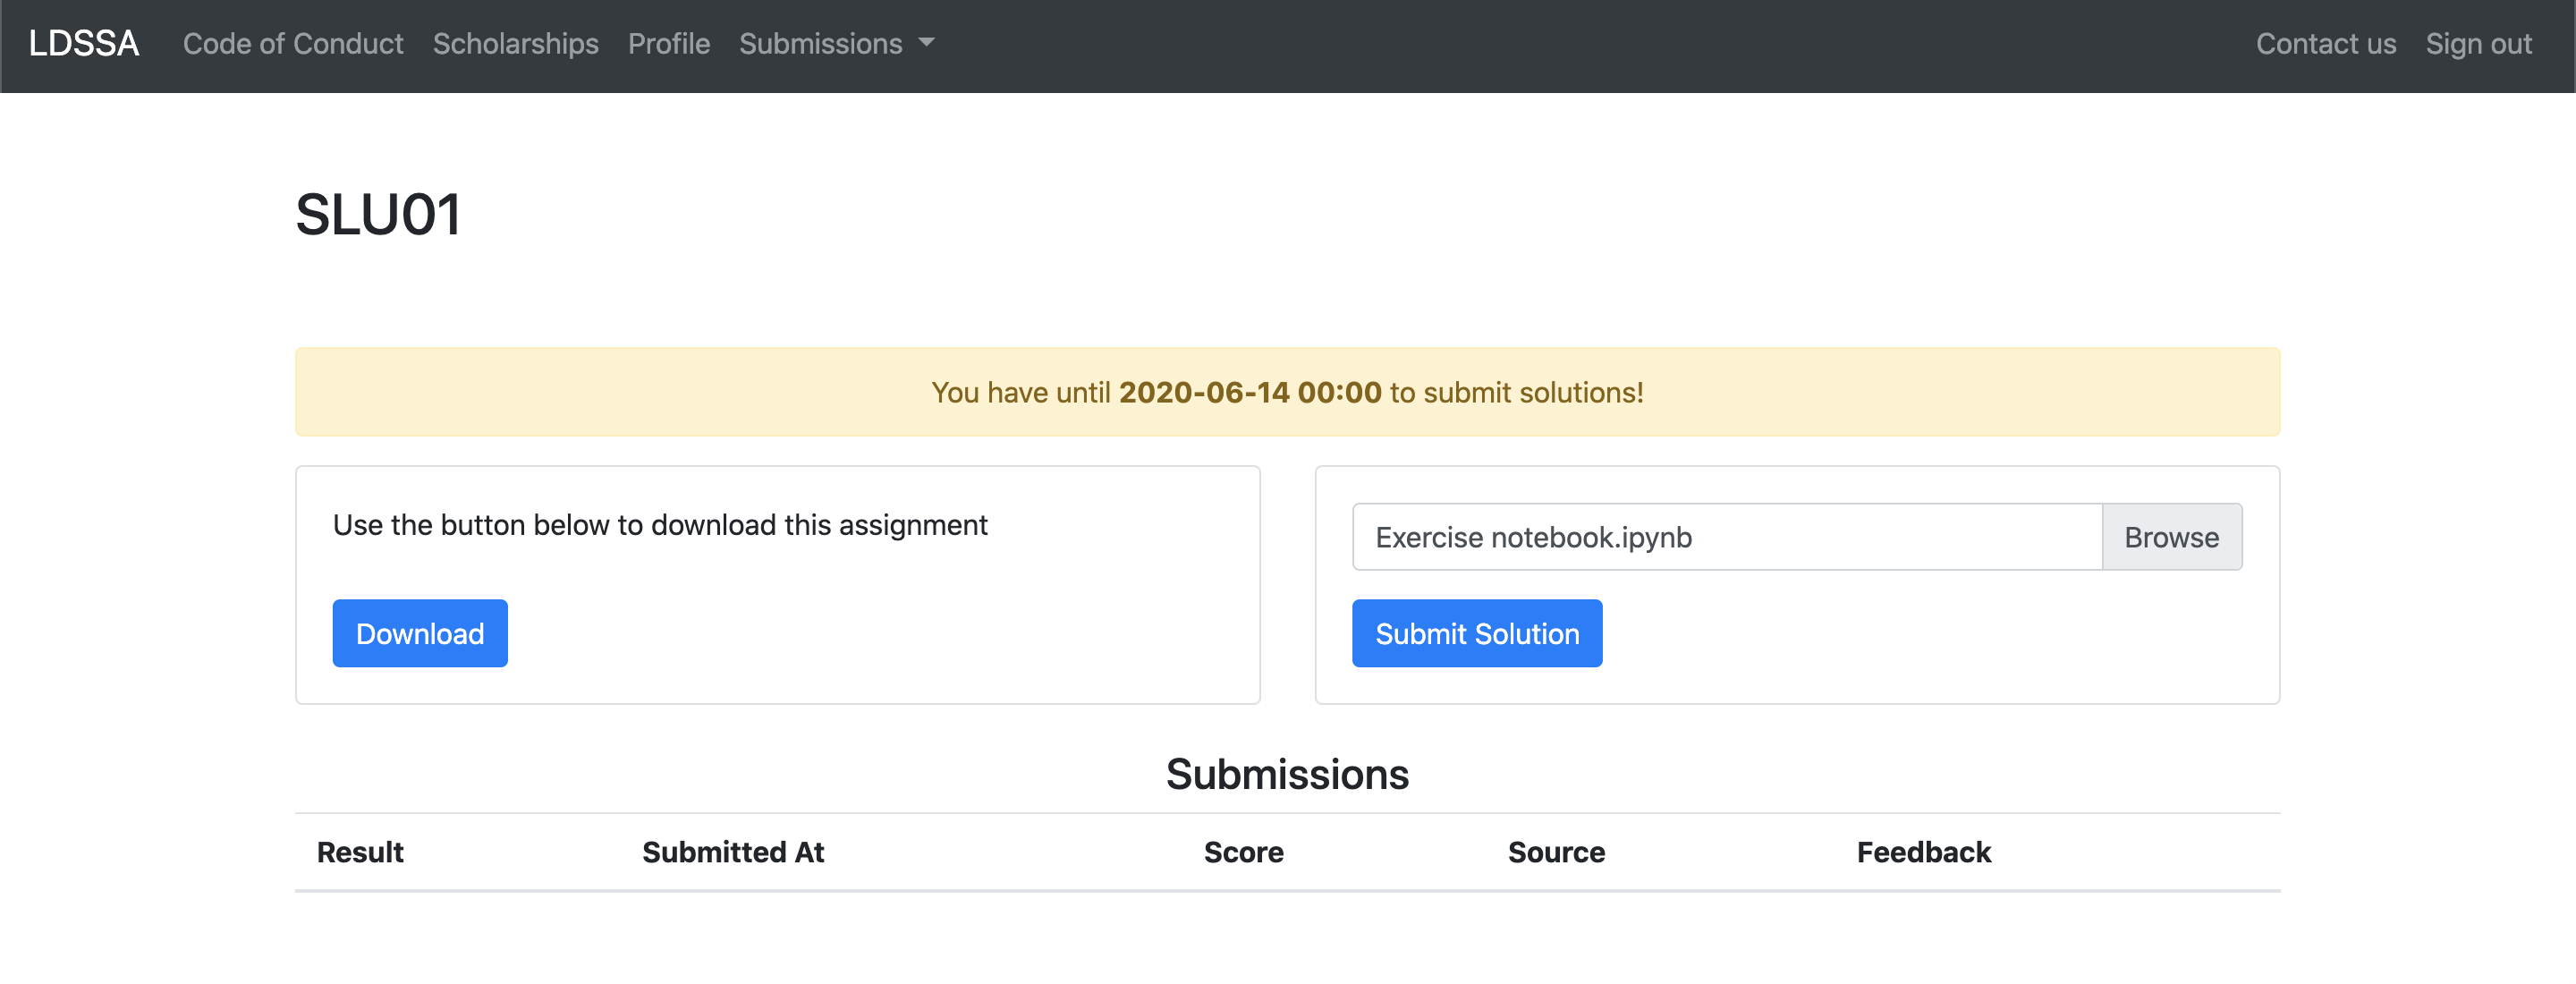 LDSSA Code of Conduct Scholarships Profile Submissions Contact us Sign out
SLU01
You have until 2020-06-14 00:00 to submit solutions!
Use the button below to download this assignment
Download
Exercise notebook.ipynb Browse
Submit Solution
Submissions
Result Submitted At Score Source Feedback